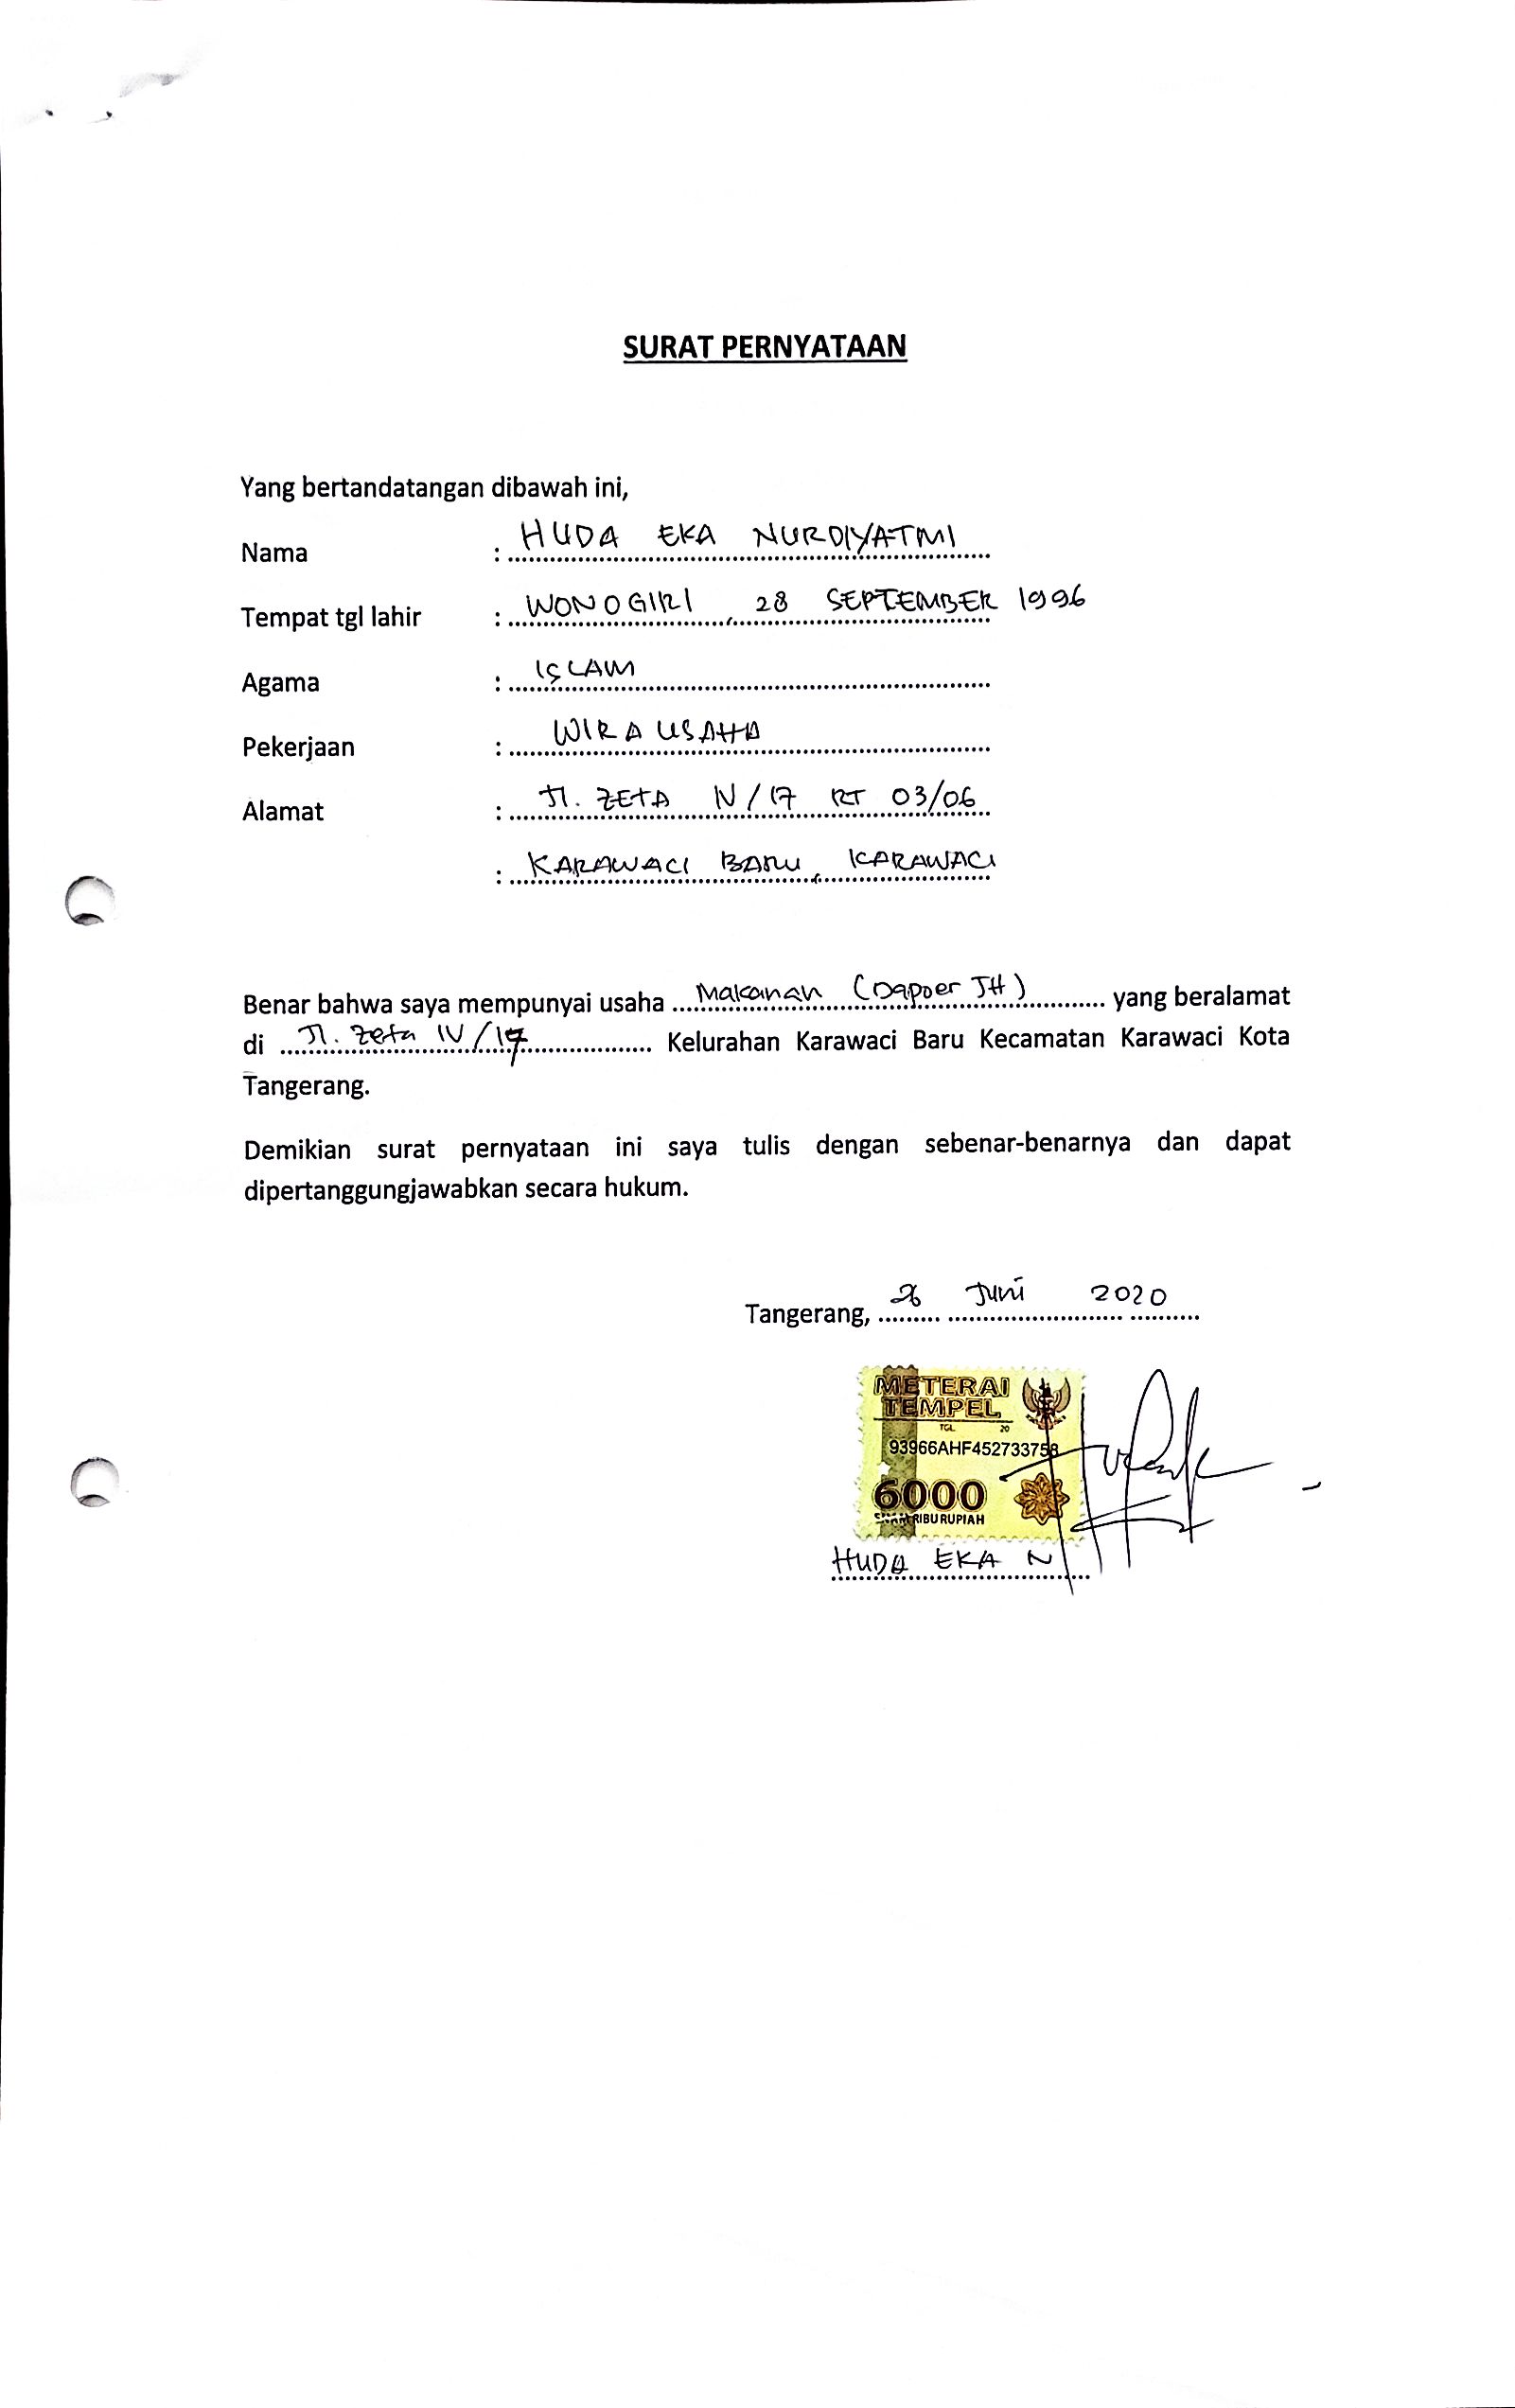 SURAT PERNYATAAN
Yang bertandatangan dibawah ini,
Nama : HUDA EKA NURDIYATMI
Tempat tgl lahir : WONOGIRI, 28 SEPTEMBER 1996
Agama : ISLAM
Pekerjaan : WIRAUSAHA
Alamat : Jl. ZETA IV/17 RT 03/06
: KARAWACI BARU, KARAWACI
Benar bahwa saya mempunyai usaha Makanan (Dapoer JH) yang beralamat
di Jl. Zeta IV/17 Kelurahan Karawaci Baru Kecamatan Karawaci Kota
Tangerang.
Demikian surat pernyataan ini saya tulis dengan sebenar-benarnya dan dapat
dipertanggungjawabkan secara hukum.
Tangerang, 26 Juni 2020
METERAI
TEMPEL
TGL 20
93966AHF452733758
6000
ENAM RIBU RUPIAH
HUDA EKA N